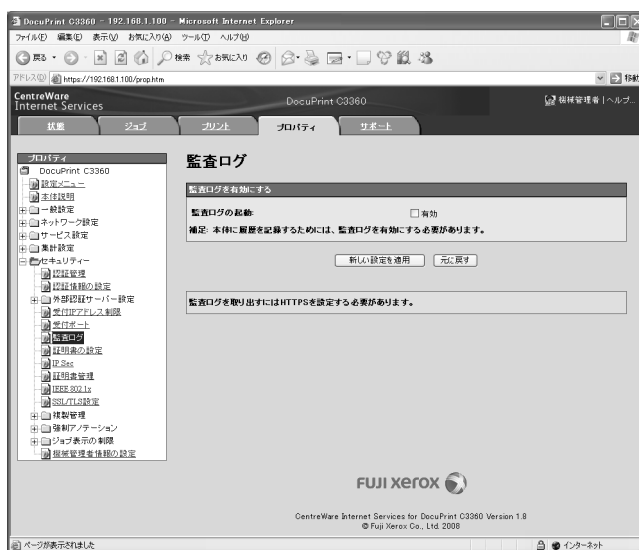 DocuPrint C3360 - 192.168.1.100 - Microsoft Internet Explorer
ファイル(F) 編集(E) 表示(V) お気に入り(A) ツール(T) ヘルプ(H)
戻る 検索 お気に入り
アドレス(D) https://192.168.1.100/prop.htm 移動
CentreWare
Internet Services
DocuPrint C3360
機械管理者 | ヘルプ...
状態 ジョブ プリント プロパティ サポート
プロパティ
DocuPrint C3360
設定メニュー
本体説明
一般設定
ネットワーク設定
サービス設定
集計設定
セキュリティー
認証管理
認証情報の設定
外部認証サーバー設定
受付IPアドレス制限
受付ポート
監査ログ
証明書の設定
IP Sec
証明書管理
IEEE 802.1x
SSL/TLS設定
複製管理
強制アノテーション
ジョブ表示の制限
機械管理者情報の設定
監査ログ
監査ログを有効にする
監査ログの起動: 有効
補足: 本体に履歴を記録するためには、監査ログを有効にする必要があります。
新しい設定を適用 元に戻す
監査ログを取り出すにはHTTPSを設定する必要があります。
FUJI XEROX
CentreWare Internet Services for DocuPrint C3360 Version 1.8
© Fuji Xerox Co., Ltd. 2008
ページが表示されました インターネット